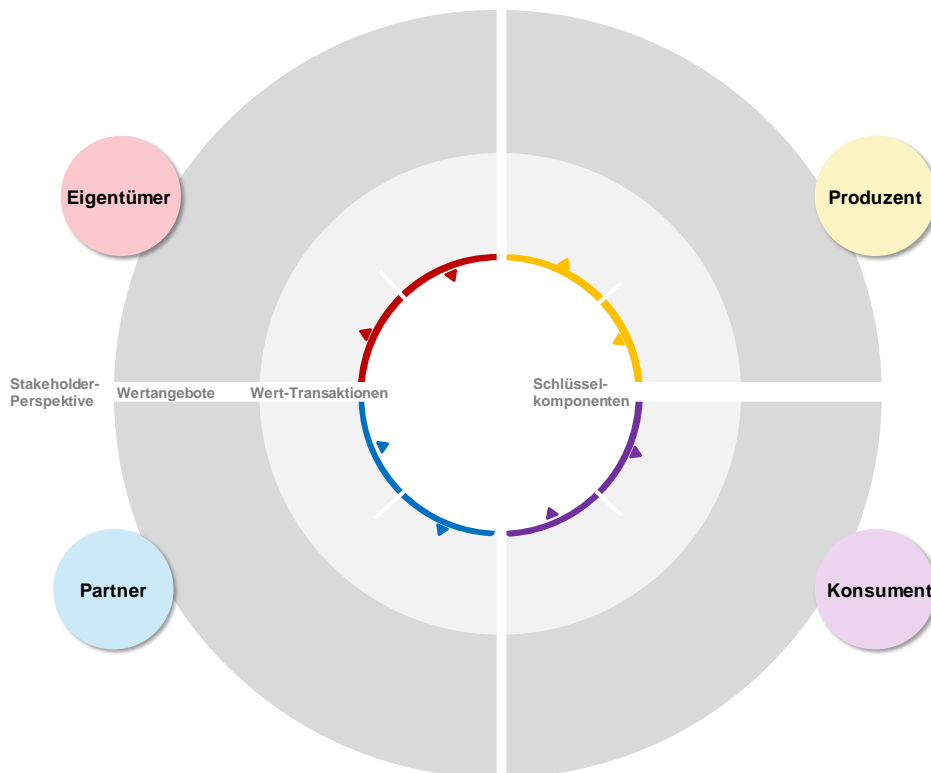 Eigentümer
Produzent
Stakeholder-
Perspektive
Wertangebote
Wert-Transaktionen
Schlüssel-
komponenten
Partner
Konsument